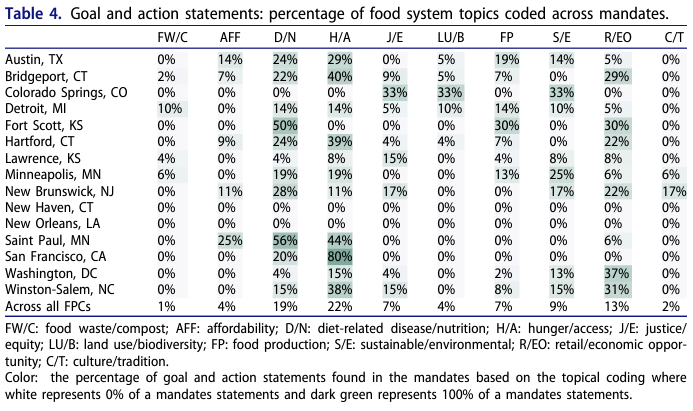 Table 4. Goal and action statements: percentage of food system topics coded across mandates.
FW/C AFF D/N H/A J/E LU/B FP S/E R/EO C/T
Austin, TX 0% 14% 24% 29% 0% 5% 19% 14% 5% 0%
Bridgeport, CT 2% 7% 22% 40% 9% 5% 7% 0% 29% 0%
Colorado Springs, CO 0% 0% 0% 0% 33% 33% 0% 33% 0% 0%
Detroit, MI 10% 0% 14% 14% 5% 10% 14% 10% 5% 0%
Fort Scott, KS 0% 0% 50% 0% 0% 0% 30% 0% 30% 0%
Hartford, CT 0% 9% 24% 39% 4% 4% 7% 0% 22% 0%
Lawrence, KS 4% 0% 4% 8% 15% 0% 4% 8% 8% 0%
Minneapolis, MN 6% 0% 19% 19% 0% 0% 13% 25% 6% 6%
New Brunswick, NJ 0% 11% 28% 11% 17% 0% 0% 17% 22% 17%
New Haven, CT 0% 0% 0% 0% 0% 0% 0% 0% 0% 0%
New Orleans, LA 0% 0% 0% 0% 0% 0% 0% 0% 0% 0%
Saint Paul, MN 0% 25% 56% 44% 0% 0% 0% 0% 6% 0%
San Francisco, CA 0% 0% 20% 80% 0% 0% 0% 0% 0% 0%
Washington, DC 0% 0% 4% 15% 4% 0% 2% 13% 37% 0%
Winston-Salem, NC 0% 0% 15% 38% 15% 0% 8% 15% 31% 0%
Across all FPCs 1% 4% 19% 22% 7% 4% 7% 9% 13% 2%
FW/C: food waste/compost; AFF: affordability; D/N: diet-related disease/nutrition; H/A: hunger/access; J/E: justice/
equity; LU/B: land use/biodiversity; FP: food production; S/E: sustainable/environmental; R/EO: retail/economic oppor-
tunity; C/T: culture/tradition.
Color: the percentage of goal and action statements found in the mandates based on the topical coding where
white represents 0% of a mandates statements and dark green represents 100% of a mandates statements.